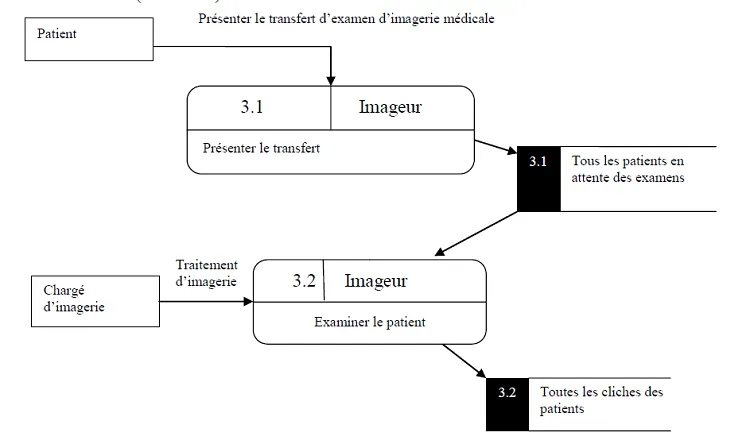 Présenter le transfert d'examen d'imagerie médicale
Patient
3.1 Imageur
Présenter le transfert
3.1 Tous les patients en
attente des examens
Traitement
d'imagerie
3.2 Imageur
Chargé
d'imagerie
Examiner le patient
3.2 Toutes les cliches des
patients